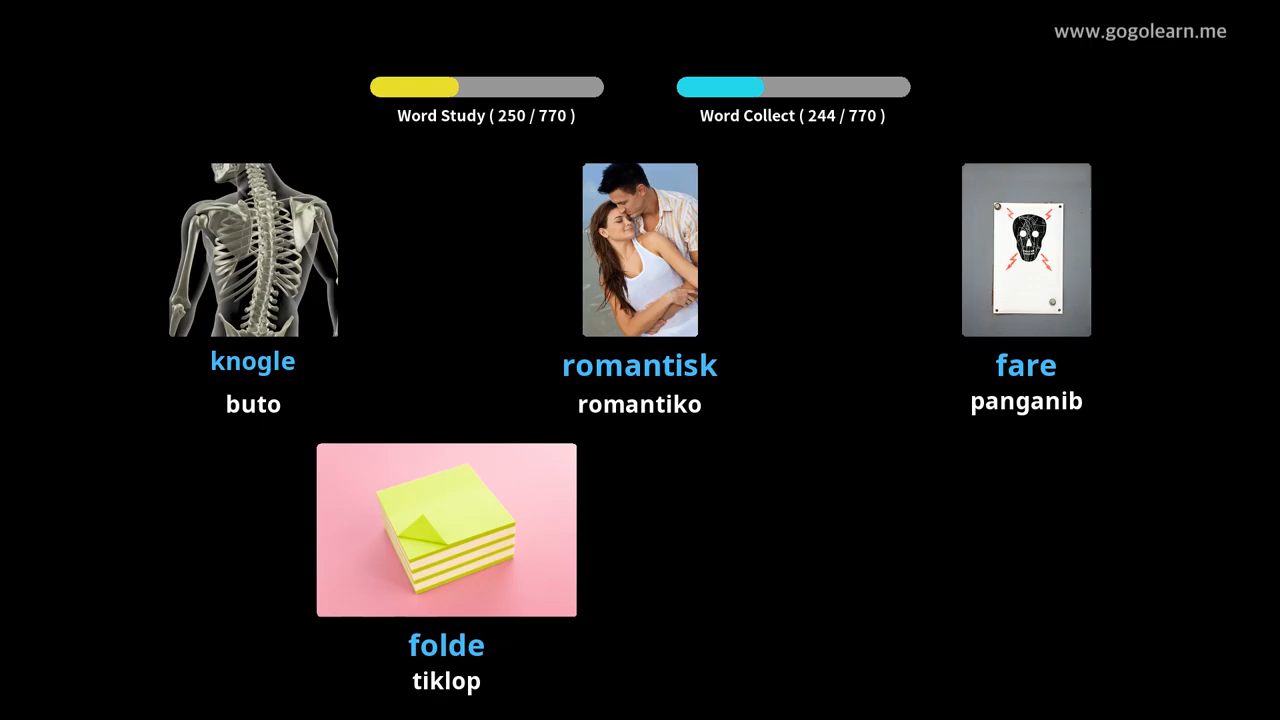 www.gogolearn.me
Word Study ( 250 / 770 )
Word Collect ( 244 / 770 )
knogle
buto
romantisk
romantiko
fare
panganib
folde
tiklop